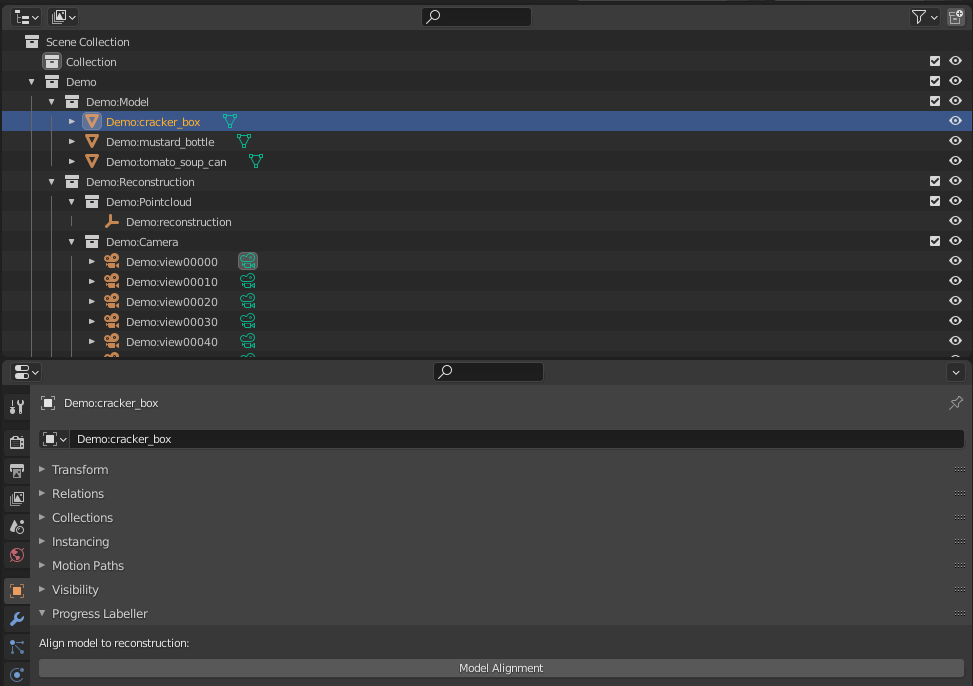 Scene Collection
Collection
Demo
Demo:Model
Demo:cracker_box
Demo:mustard_bottle
Demo:tomato_soup_can
Demo:Reconstruction
Demo:Pointcloud
Demo:reconstruction
Demo:Camera
Demo:view00000
Demo:view00010
Demo:view00020
Demo:view00030
Demo:view00040
Demo:cracker_box
Demo:cracker_box
Transform
Relations
Collections
Instancing
Motion Paths
Visibility
Progress Labeller
Align model to reconstruction:
Model Alignment